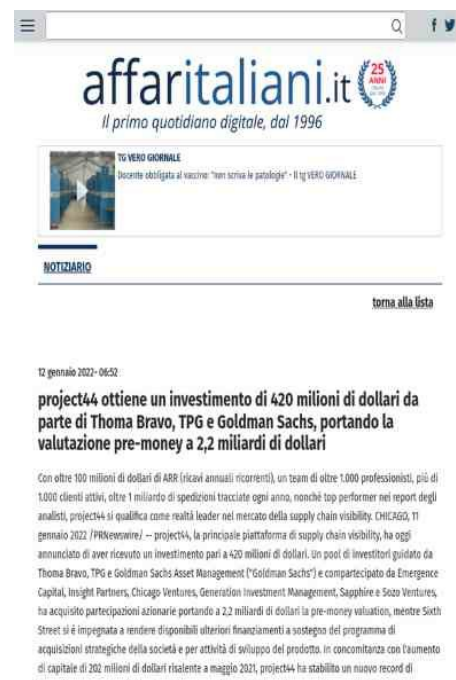 affaritaliani.it
25 ANNI
Il primo quotidiano digitale, dal 1996
TG VERO GIORNALE
Docente obbligata al vaccino: "non scriva le patologie" - Il tg VERO GIORNALE
NOTIZIARIO
torna alla lista
12 gennaio 2022- 06:52
project44 ottiene un investimento di 420 milioni di dollari da
parte di Thoma Bravo, TPG e Goldman Sachs, portando la
valutazione pre-money a 2,2 miliardi di dollari
Con oltre 100 milioni di dollari di ARR (ricavi annuali ricorrenti), un team di oltre 1.000 professionisti, più di
1.000 clienti attivi, oltre 1 miliardo di spedizioni tracciate ogni anno, nonché top performer nei report degli
analisti, project44 si qualifica come realtà leader nel mercato della supply chain visibility. CHICAGO, 11
gennaio 2022 /PRNewswire/ -- project44, la principale piattaforma di supply chain visibility, ha oggi
annunciato di aver ricevuto un investimento pari a 420 milioni di dollari. Un pool di investitori guidato da
Thoma Bravo, TPG e Goldman Sachs Asset Management ("Goldman Sachs") e compartecipato da Emergence
Capital, Insight Partners, Chicago Ventures, Generation Investment Management, Sapphire e Sozo Ventures,
ha acquisito partecipazioni azionarie portando a 2,2 miliardi di dollari la pre-money valuation, mentre Sixth
Street si è impegnata a rendere disponibili ulteriori finanziamenti a sostegno del programma di
acquisizioni strategiche della società e per attività di sviluppo del prodotto. In concomitanza con l'aumento
di capitale di 202 milioni di dollari risalente a maggio 2021, project44 ha stabilito un nuovo record di